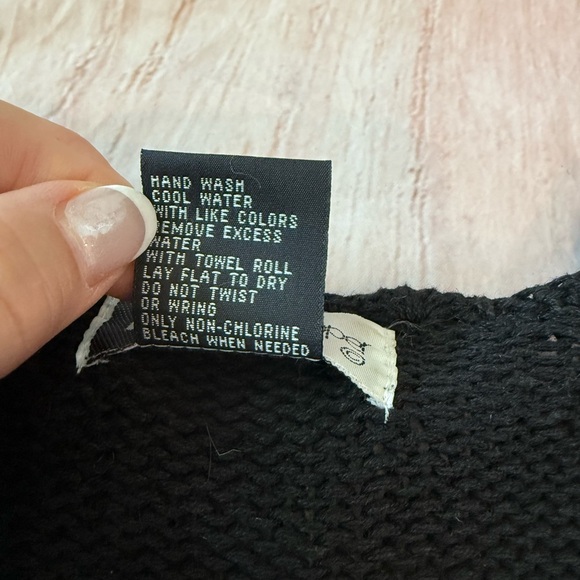 HAND WASH
COOL WATER
WITH LIKE COLORS
REMOVE EXCESS
WATER
WITH TOWEL ROLL
LAY FLAT TO DRY
DO NOT TWIST
OR WRING
ONLY NON-CHLORINE
BLEACH WHEN NEEDED